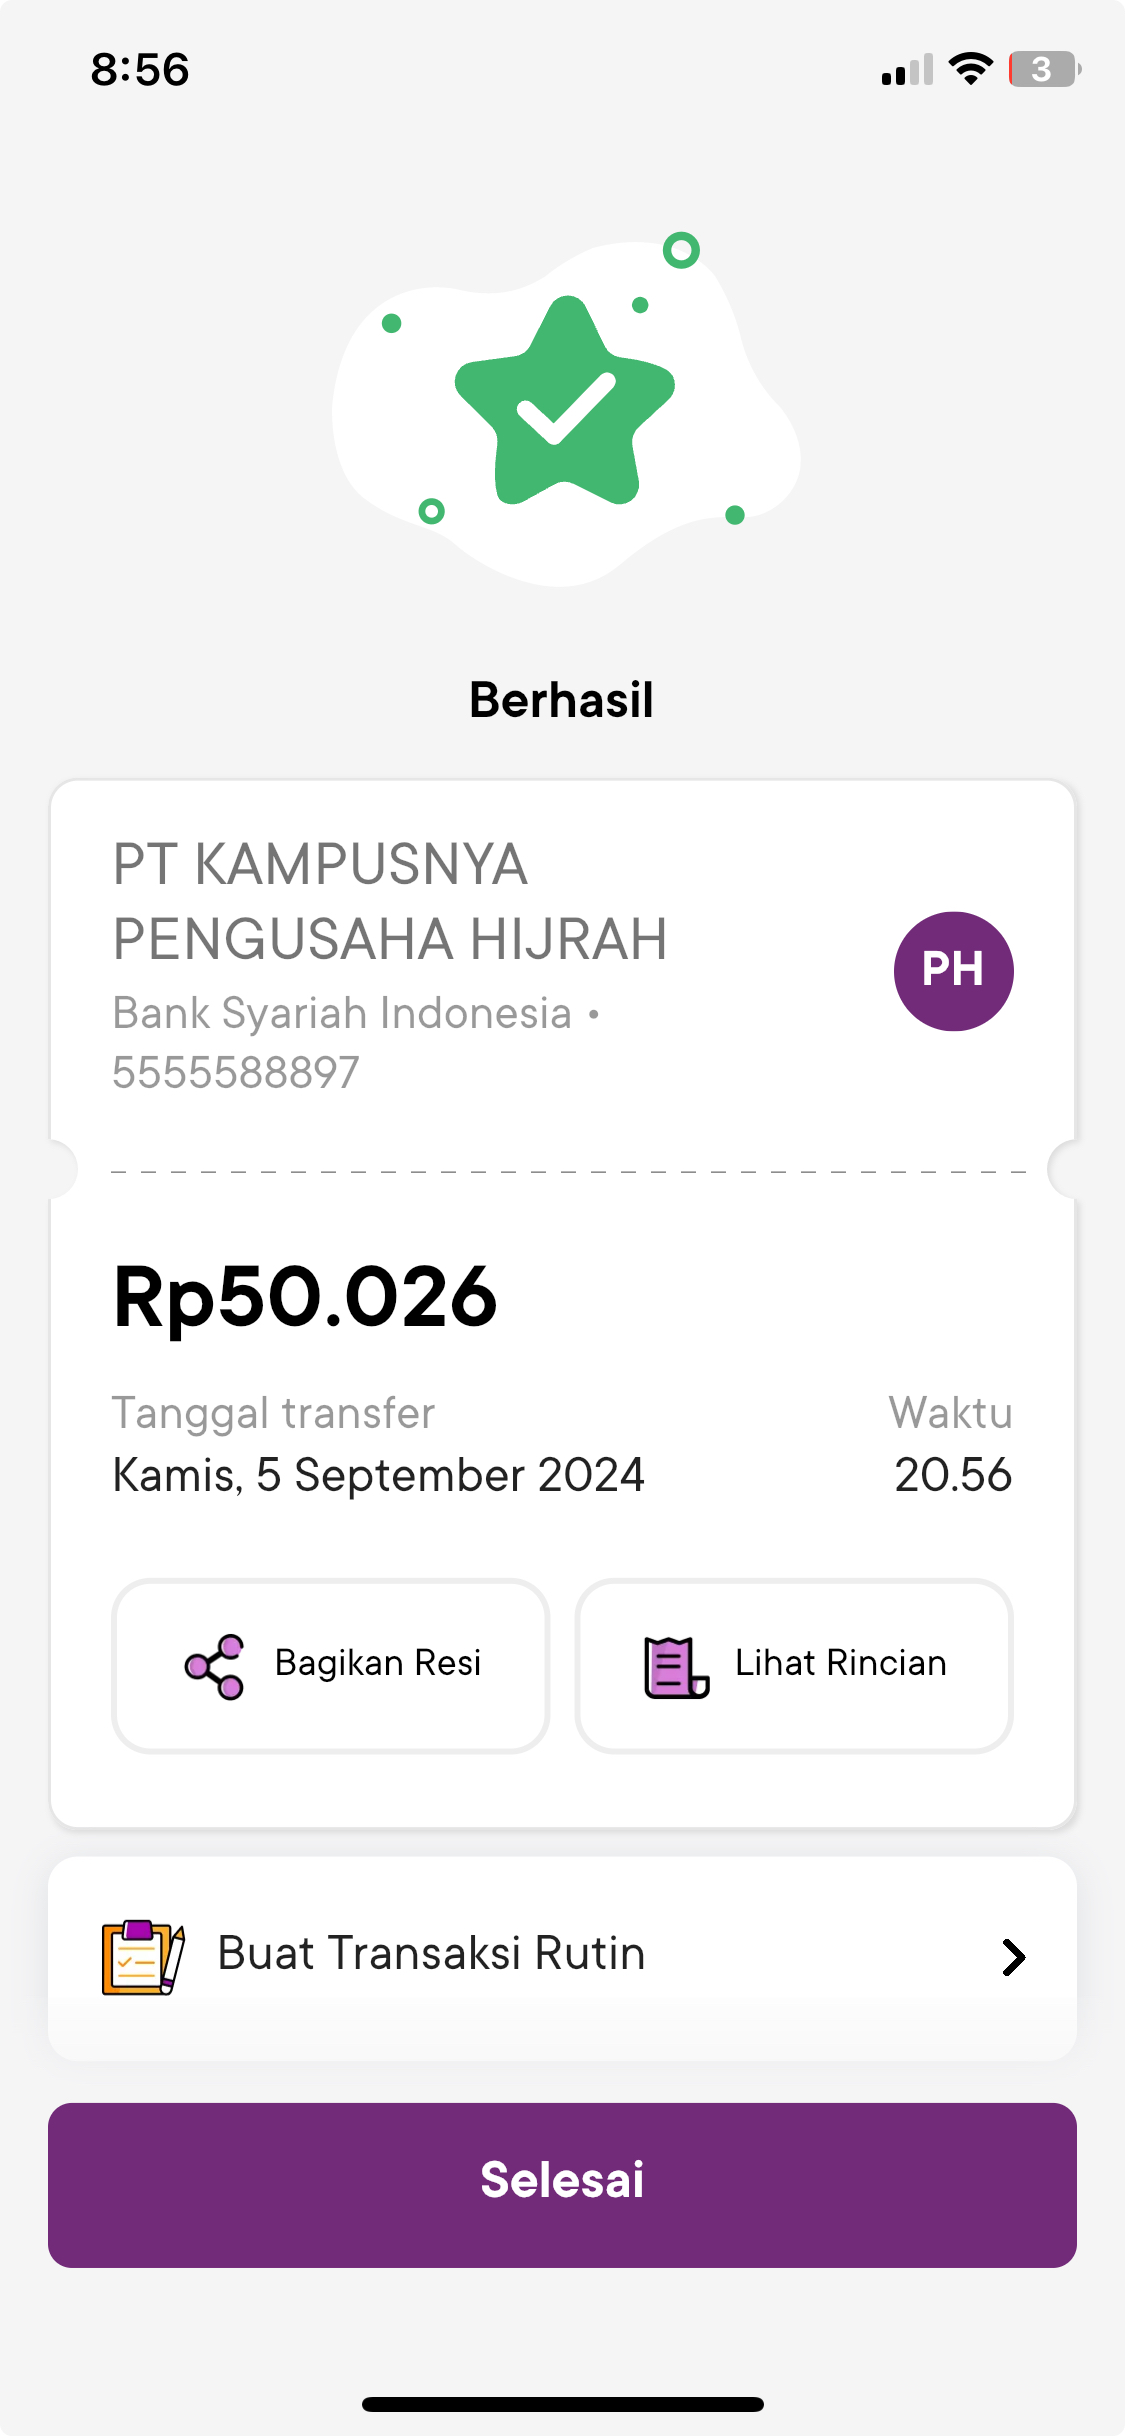 8:56
3
Berhasil
PT KAMPUSNYA
PENGUSAHA HIJRAH
PH
Bank Syariah Indonesia •
5555588897
Rp50.026
Tanggal transfer
Waktu
Kamis, 5 September 2024
20.56
Bagikan Resi
Lihat Rincian
Buat Transaksi Rutin
Selesai